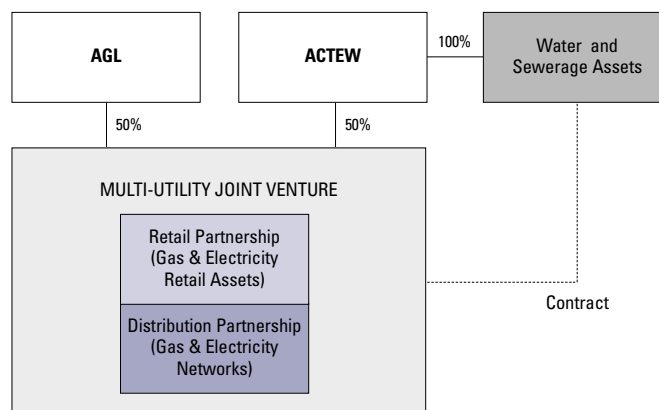 AGL
ACTEW
100%
Water and
Sewerage Assets
50%
50%
MULTI-UTILITY JOINT VENTURE
Retail Partnership
(Gas & Electricity
Retail Assets)
Contract
Distribution Partnership
(Gas & Electricity
Networks)